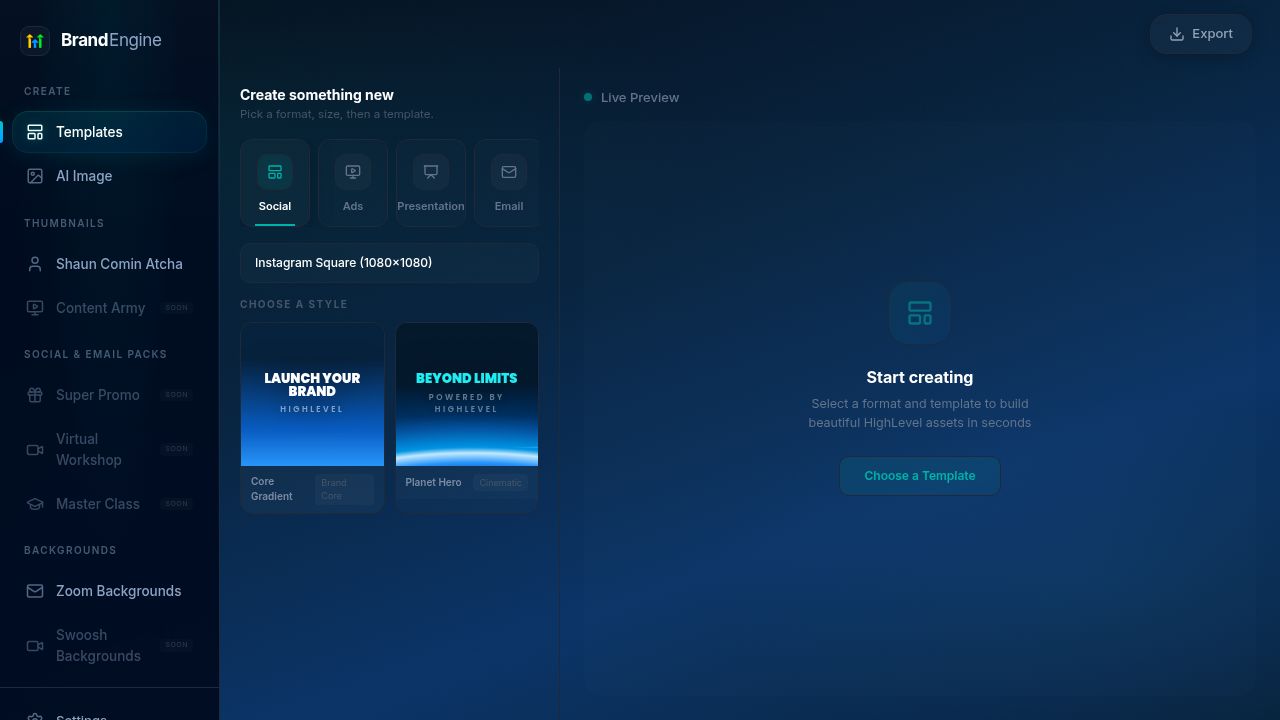 BrandEngine
Export
CREATE
Templates
AI Image
THUMBNAILS
Shaun Comin Atcha
Content Army SOON
SOCIAL & EMAIL PACKS
Super Promo SOON
Virtual
Workshop SOON
Master Class SOON
BACKGROUNDS
Zoom Backgrounds
Swoosh
Backgrounds SOON
Settings
Create something new
Pick a format, size, then a template.
Social
Ads
Presentation
Email
Instagram Square (1080×1080)
CHOOSE A STYLE
LAUNCH YOUR
BRAND
HIGHLEVEL
Core
Gradient
Brand
Core
BEYOND LIMITS
POWERED BY
HIGHLEVEL
Planet Hero
Cinematic
Live Preview
Start creating
Select a format and template to build
beautiful HighLevel assets in seconds
Choose a Template